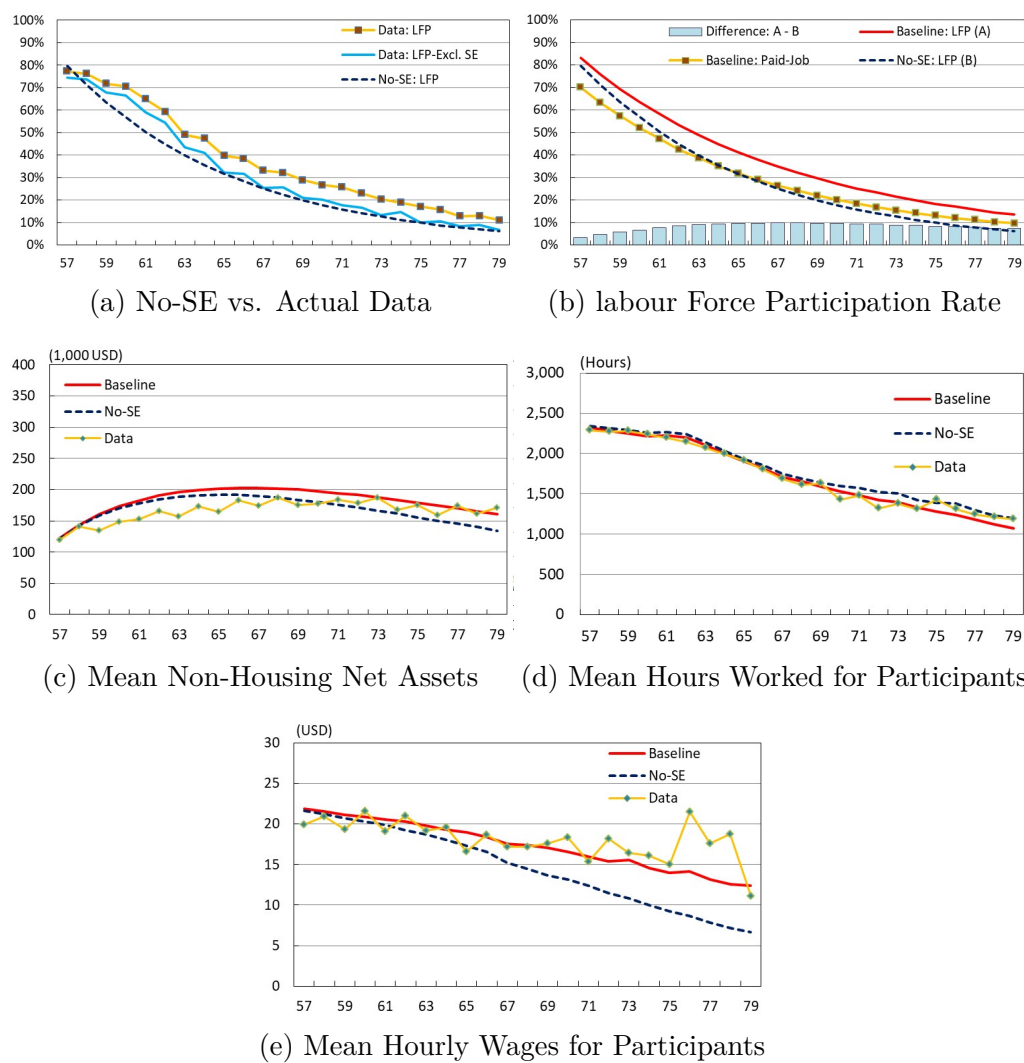 100%
90%
80%
70%
60%
50%
40%
30%
20%
10%
0%
Data: LFP
Data: LFP-Excl. SE
No-SE: LFP
57 59 61 63 65 67 69 71 73 75 77 79
(a) No-SE vs. Actual Data
100%
90%
80%
70%
60%
50%
40%
30%
20%
10%
0%
Difference: A - B Baseline: LFP (A)
Baseline: Paid-Job No-SE: LFP (B)
57 59 61 63 65 67 69 71 73 75 77 79
(b) labour Force Participation Rate
(1,000 USD)
400
350
300
250
200
150
100
50
0
Baseline
No-SE
Data
57 59 61 63 65 67 69 71 73 75 77 79
(c) Mean Non-Housing Net Assets
(Hours)
3,000
2,500
2,000
1,500
1,000
500
0
Baseline
No-SE
Data
57 59 61 63 65 67 69 71 73 75 77 79
(d) Mean Hours Worked for Participants
(USD)
30
25
20
15
10
5
0
Baseline
No-SE
Data
57 59 61 63 65 67 69 71 73 75 77 79
(e) Mean Hourly Wages for Participants